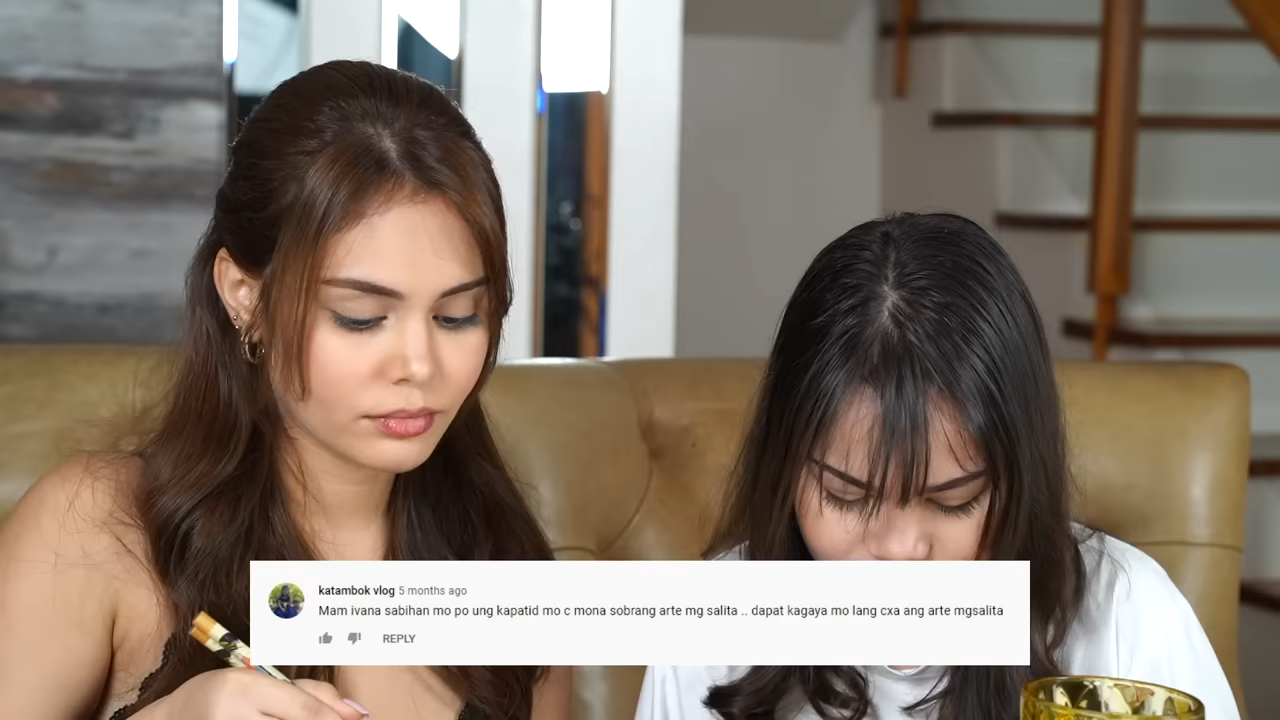 katambok vlog 5 months ago
Mam ivana sabihan mo po ung kapatid mo c mona sobrang arte mg salita .. dapat kagaya mo lang cxa ang arte mgsalita
REPLY